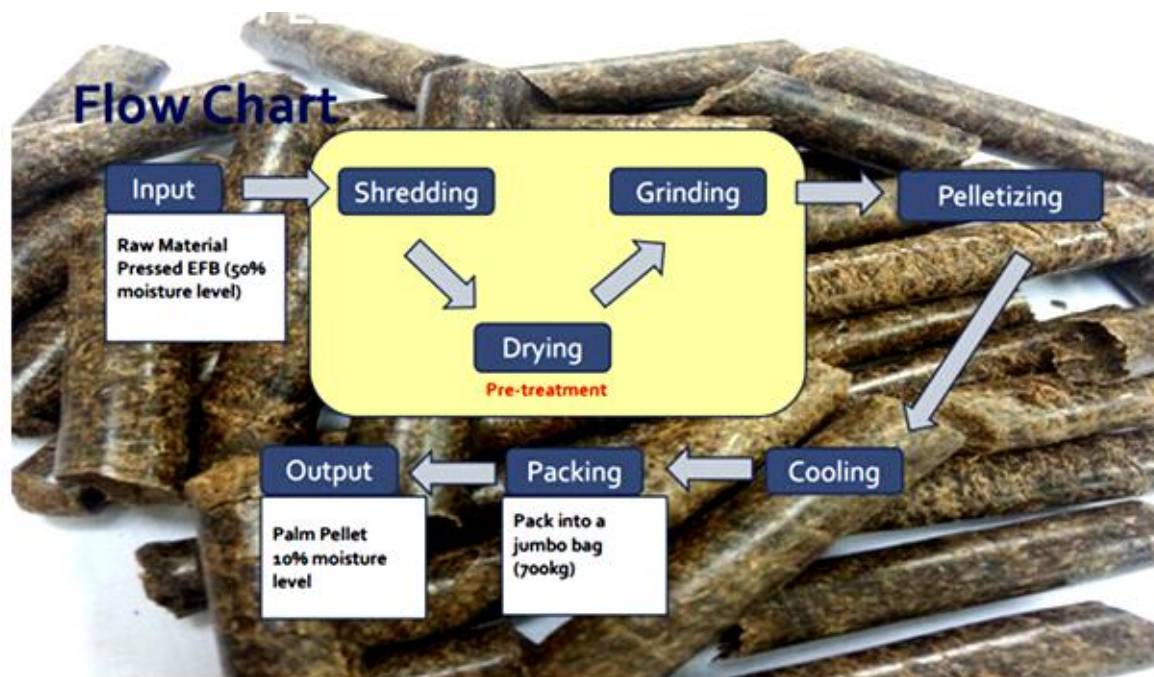 Flow Chart
Input
Raw Material
Pressed EFB (50%
moisture level)
Shredding
Drying
Pre-treatment
Grinding
Pelletizing
Cooling
Packing
Pack into a
jumbo bag
(700kg)
Output
Palm Pellet
10% moisture
level